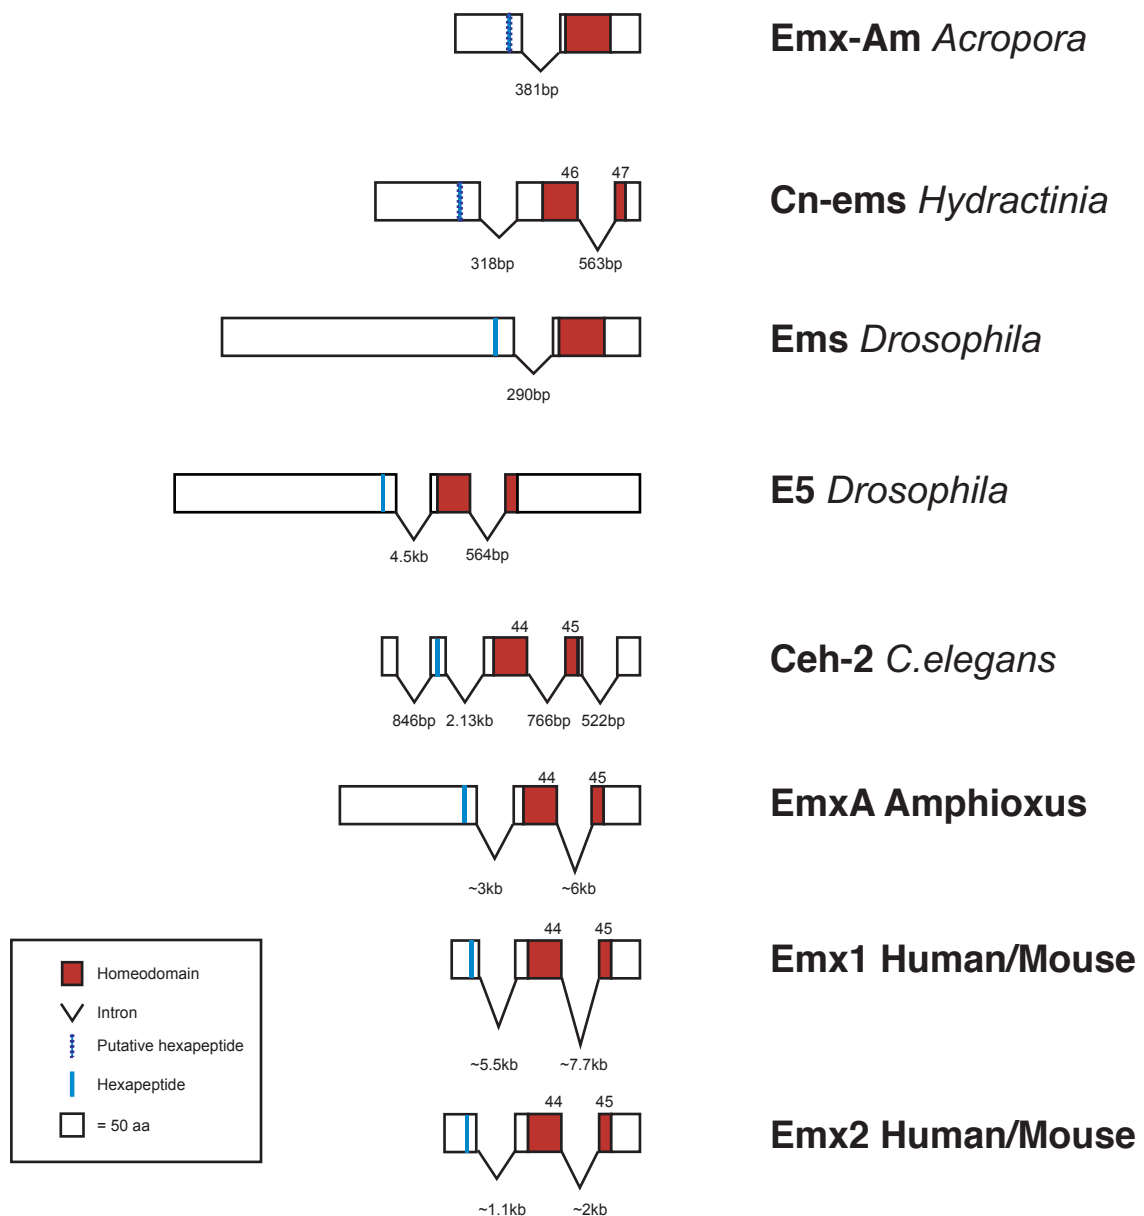 Emx-Am Acropora
381bp
46 47
Cn-ems Hydractinia
318bp 563bp
Ems Drosophila
290bp
E5 Drosophila
4.5kb 564bp
44 45
Ceh-2 C.elegans
846bp 2.13kb 766bp 522bp
44 45
EmxA Amphioxus
~3kb ~6kb
44 45
Emx1 Human/Mouse
~5.5kb ~7.7kb
44 45
Emx2 Human/Mouse
~1.1kb ~2kb
Homeodomain
Intron
Putative hexapeptide
Hexapeptide
= 50 aa